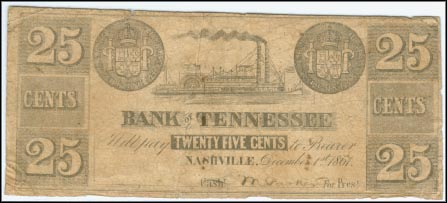 25
25
CENTS
CENTS
BANK of TENNESSEE
Will pay TWENTY FIVE CENTS to Bearer
NASHVILLE, December 1st 1861.
25
25
Cash.
For Prest